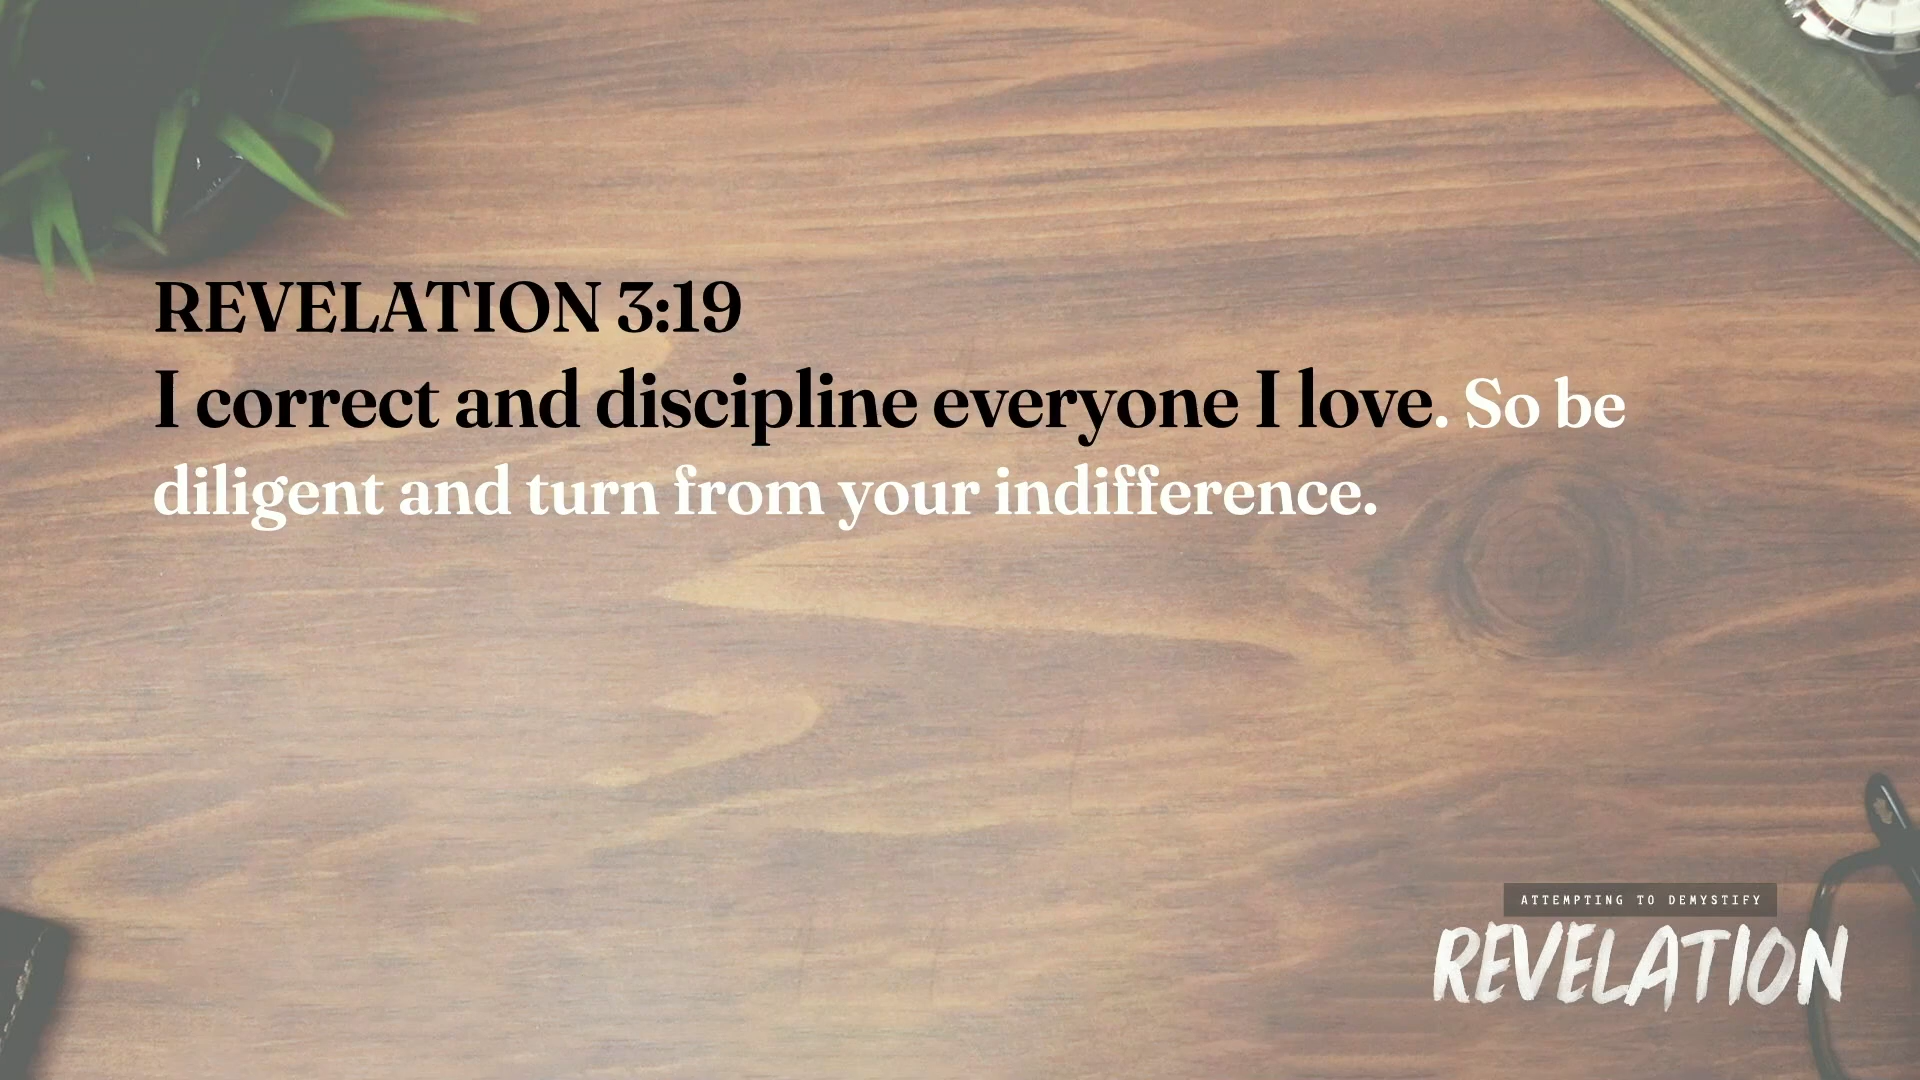 REVELATION 3:19
I correct and discipline everyone I love. So be
diligent and turn from your indifference.
ATTEMPTING TO DEMYSTIFY
REVELATION